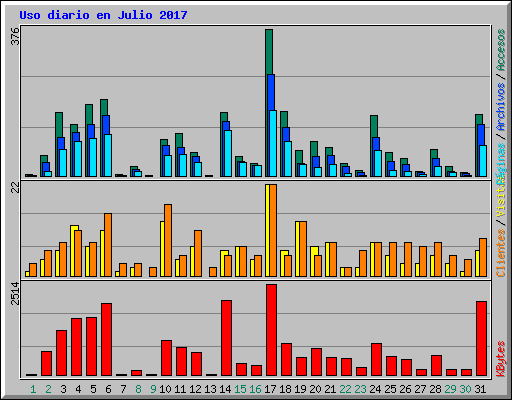 Uso diario en Julio 2017
376
22
2514
Accesos
/
Archivos
/
Páginas
Visitas
/
Clientes
KBytes
1 2 3 4 5 6 7 8 9 10 11 12 13 14 15 16 17 18 19 20 21 22 23 24 25 26 27 28 29 30 31